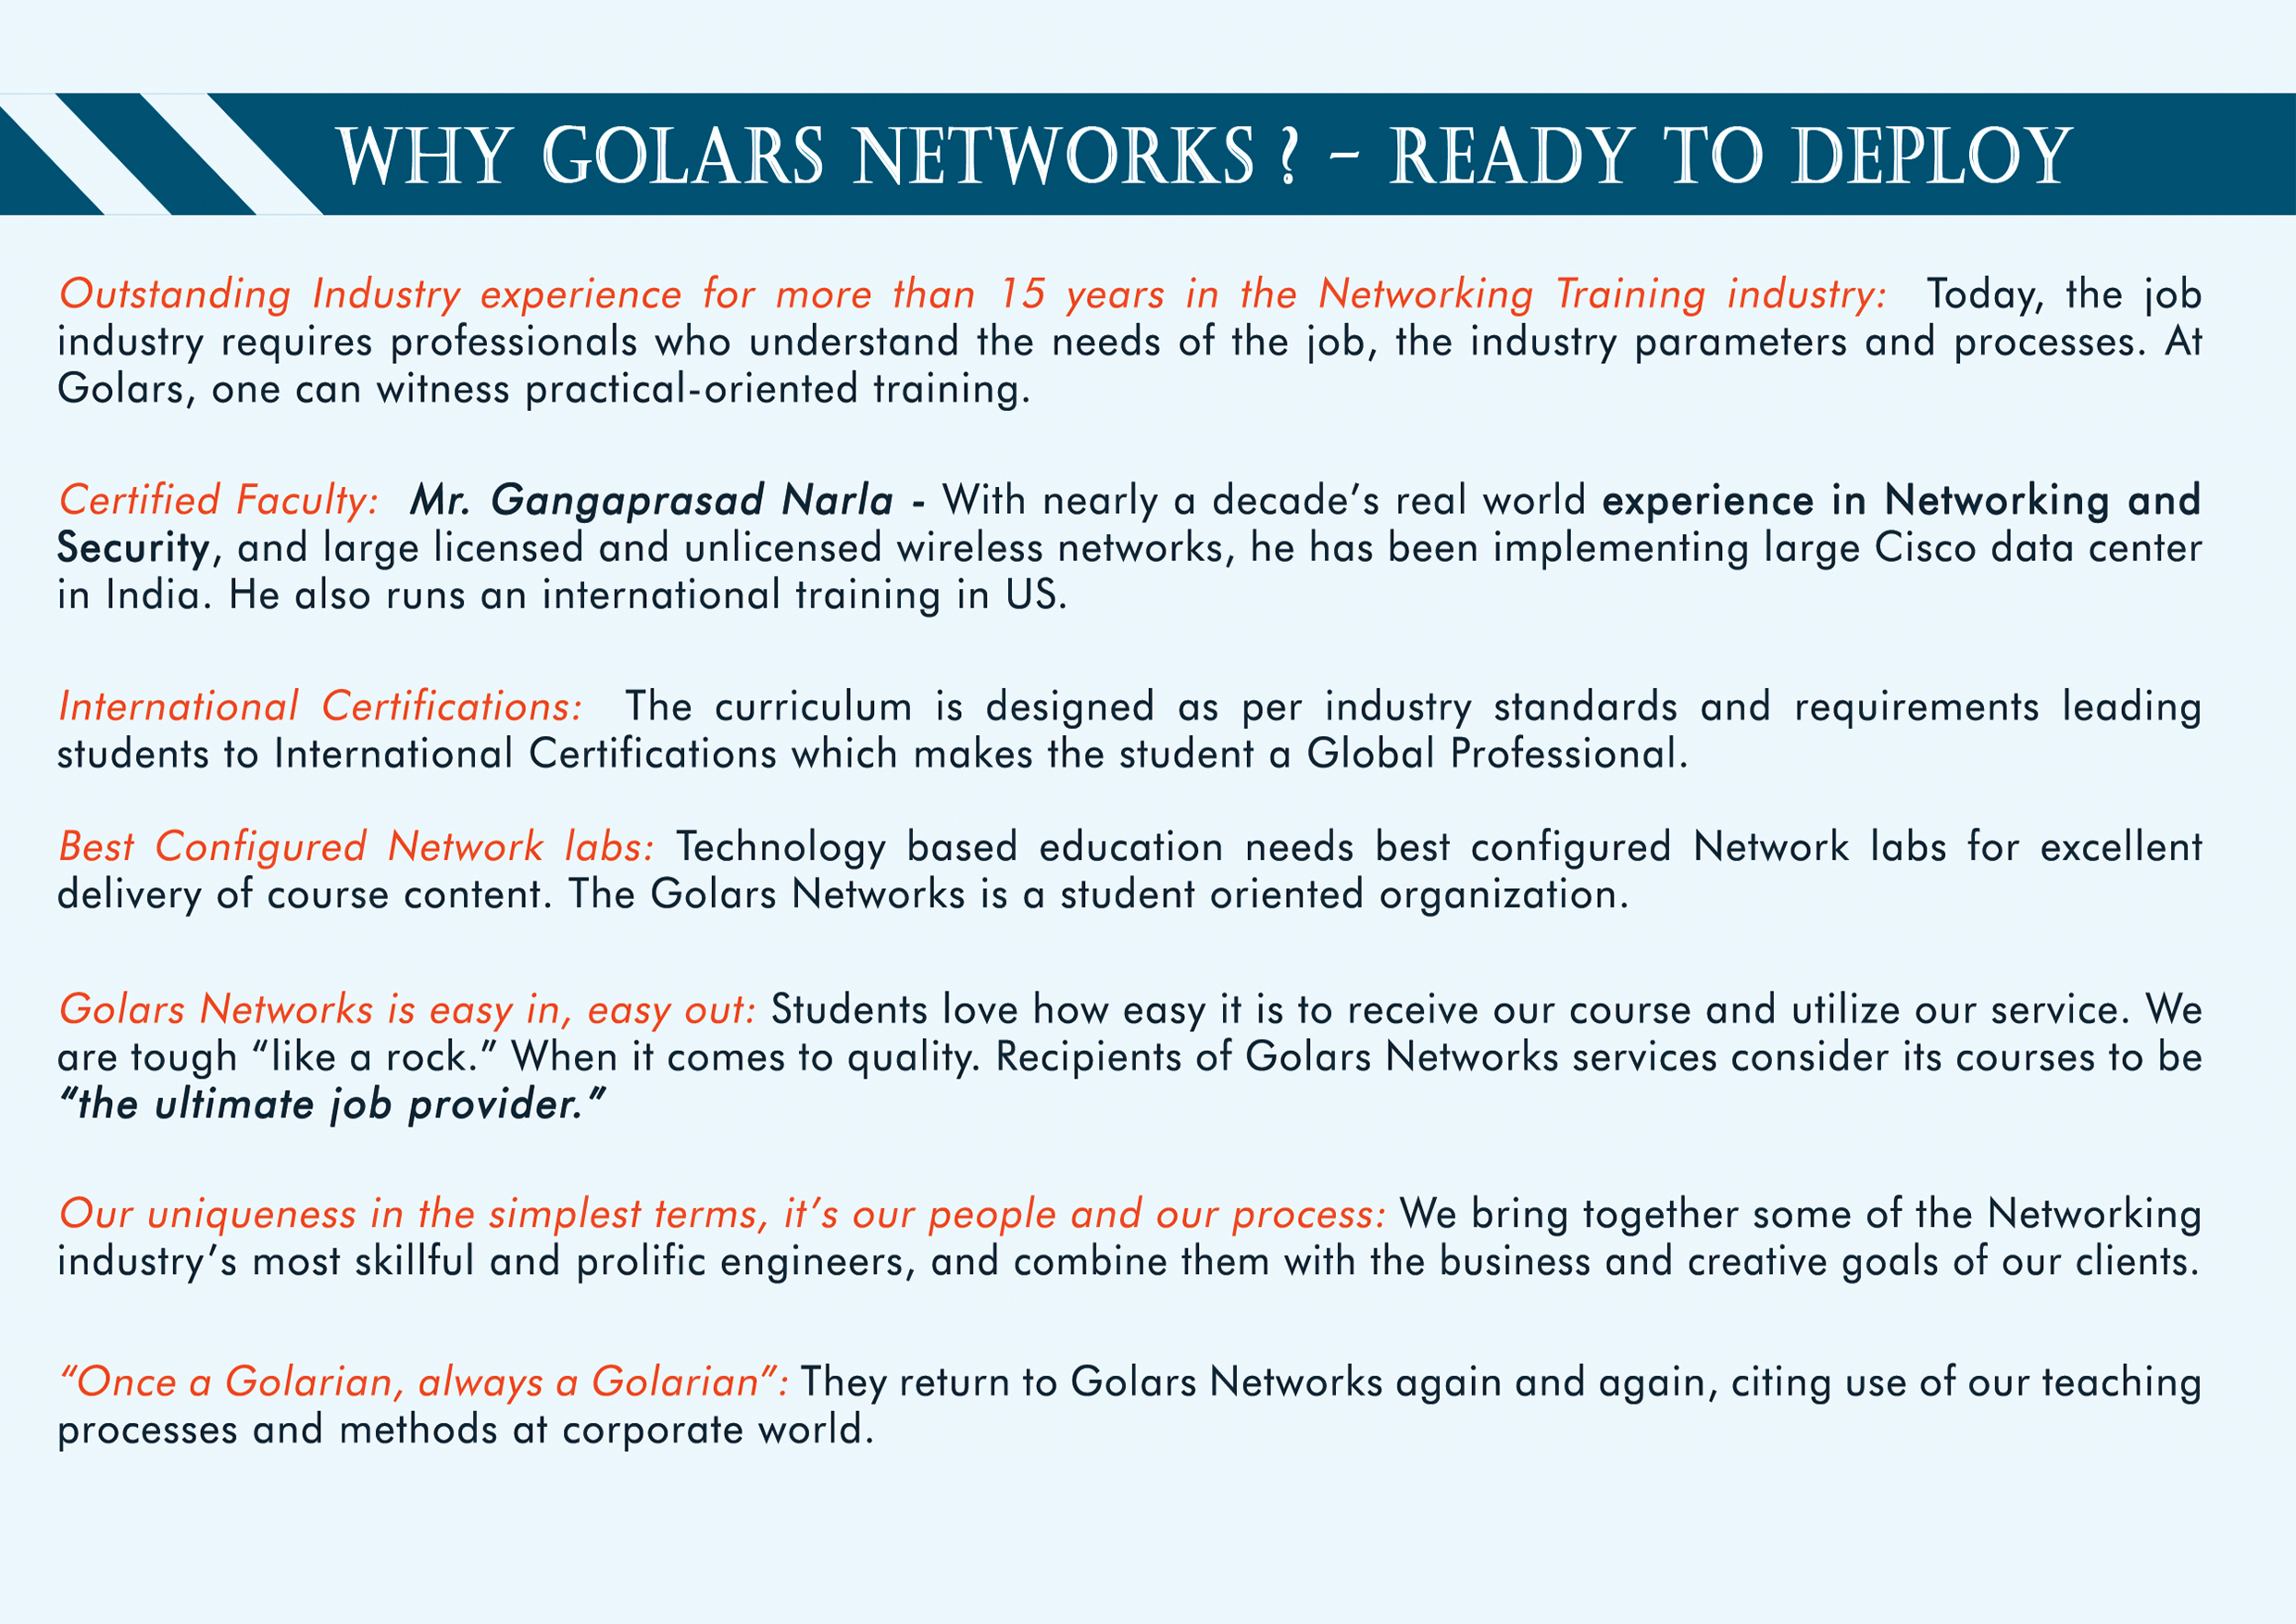 WHY GOLARS NETWORKS ? - READY TO DEPLOY
Outstanding Industry experience for more than 15 years in the Networking Training industry: Today, the job
industry requires professionals who understand the needs of the job, the industry parameters and processes. At
Golars, one can witness practical-oriented training.
Certified Faculty: Mr. Gangaprasad Narla - With nearly a decade’s real world experience in Networking and
Security, and large licensed and unlicensed wireless networks, he has been implementing large Cisco data center
in India. He also runs an international training in US.
International Certifications: The curriculum is designed as per industry standards and requirements leading
students to International Certifications which makes the student a Global Professional.
Best Configured Network labs: Technology based education needs best configured Network labs for excellent
delivery of course content. The Golars Networks is a student oriented organization.
Golars Networks is easy in, easy out: Students love how easy it is to receive our course and utilize our service. We
are tough “like a rock.” When it comes to quality. Recipients of Golars Networks services consider its courses to be
“the ultimate job provider.”
Our uniqueness in the simplest terms, it’s our people and our process: We bring together some of the Networking
industry’s most skillful and prolific engineers, and combine them with the business and creative goals of our clients.
“Once a Golarian, always a Golarian”: They return to Golars Networks again and again, citing use of our teaching
processes and methods at corporate world.